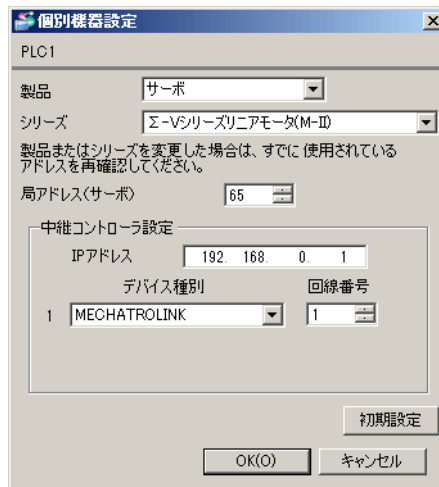 個別機器設定
PLC1
製品 サーボ
シリーズ Σ-Vシリーズリニアモータ(M-Ⅱ)
製品またはシリーズを変更した場合は、すでに使用されている
アドレスを再確認してください。
局アドレス(サーボ) 65
中継コントローラ設定
IPアドレス 192. 168. 0. 1
デバイス種別 回線番号
1 MECHATROLINK 1
初期設定
OK(O) キャンセル